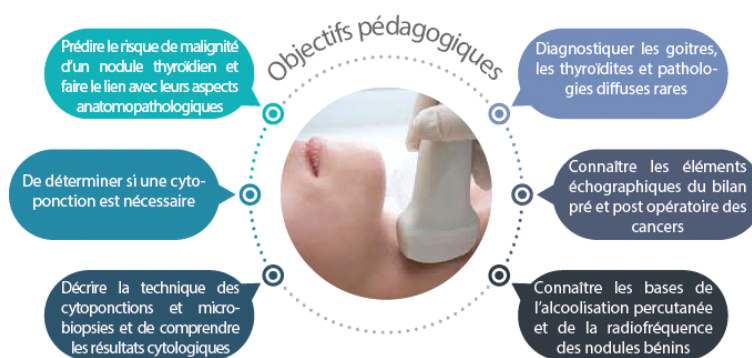 Objectifs pédagogiques
Prédire le risque de malignité
d'un nodule thyroïdien et
faire le lien avec leurs aspects
anatomopathologiques
De déterminer si une cyto-
ponction est nécessaire
Décrire la technique des
cytoponctions et micro-
biopsies et de comprendre
les résultats cytologiques
Diagnostiquer les goitres,
les thyroïdites et patholo-
gies diffuses rares
Connaître les éléments
échographiques du bilan
pré et post opératoire des
cancers
Connaître les bases de
l'alcoolisation percutanée
et de la radiofréquence
des nodules bénins